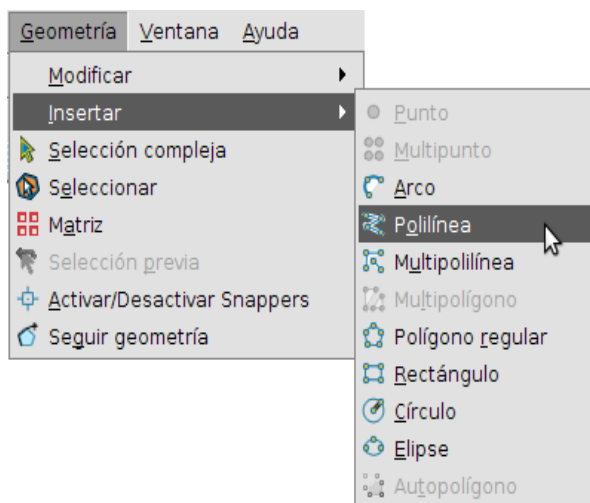 Geometría Ventana Ayuda
Modificar
Insertar
Selección compleja
Seleccionar
Matriz
Selección previa
Activar/Desactivar Snappers
Seguir geometría
Punto
Multipunto
Arco
Polilínea
Multipolilínea
Multipolígono
Polígono regular
Rectángulo
Círculo
Elipse
Autopolígono